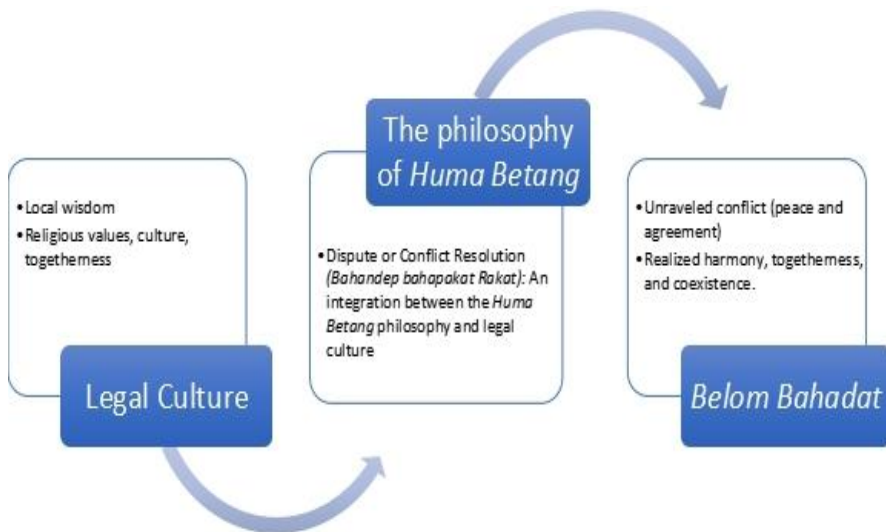 •Local wisdom
•Religious values, culture,
togetherness
Legal Culture
The philosophy
of Huma Betang
•Dispute or Conflict Resolution
(Bahandep bahapakat Rakat): An
integration between the Huma
Betang philosophy and legal
culture
•Unraveled conflict (peace and
agreement)
•Realized harmony, togetherness,
and coexistence.
Belom Bahadat